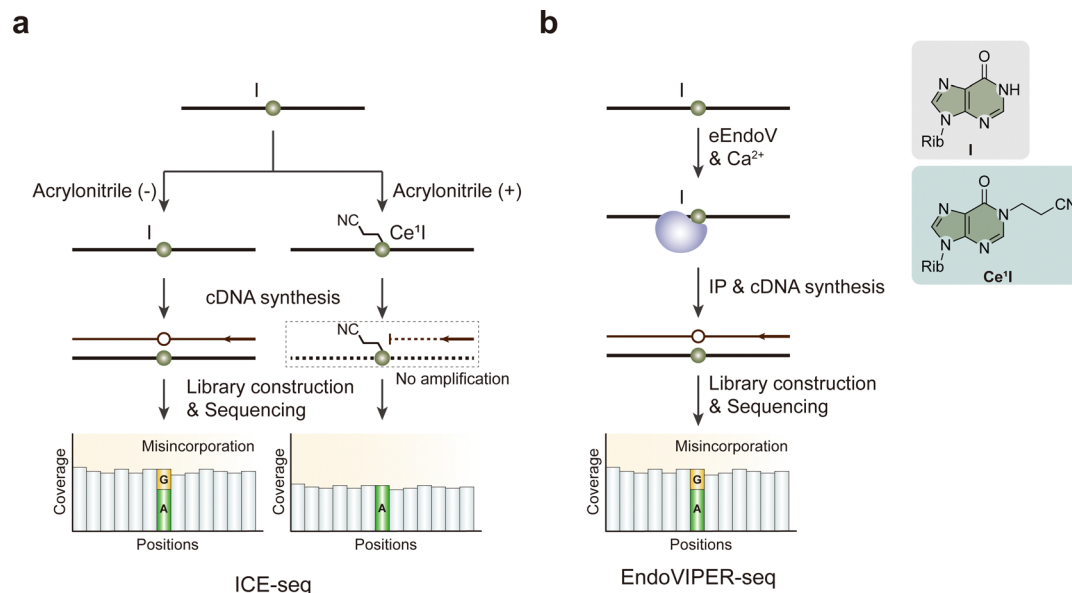 a
I
Acrylonitrile (-)
Acrylonitrile (+)
I
NC
Ce¹I
cDNA synthesis
NC
No amplification
Library construction
& Sequencing
Coverage
Misincorporation
G
A
Positions
Coverage
A
Positions
ICE-seq
b
I
eEndoV
& Ca²⁺
I
IP & cDNA synthesis
Library construction
& Sequencing
Coverage
Misincorporation
G
A
Positions
EndoVIPER-seq
O
N
NH
N
N
Rib
I
O
N
N
CN
N
N
Rib
Ce¹I